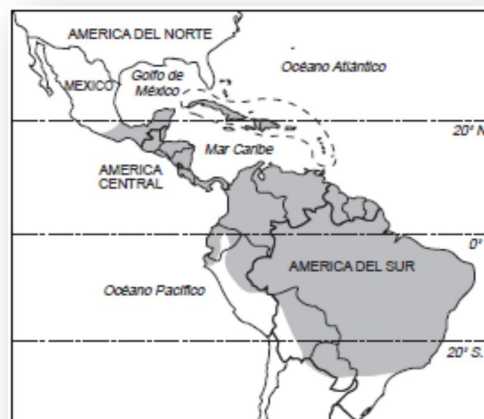 AMERICA DEL NORTE
Océano Atlántico
Golfo de
México
MEXICO
20° N
Mar Caribe
AMERICA
CENTRAL
0°
AMERICA DEL SUR
Océano Pacífico
20° S.